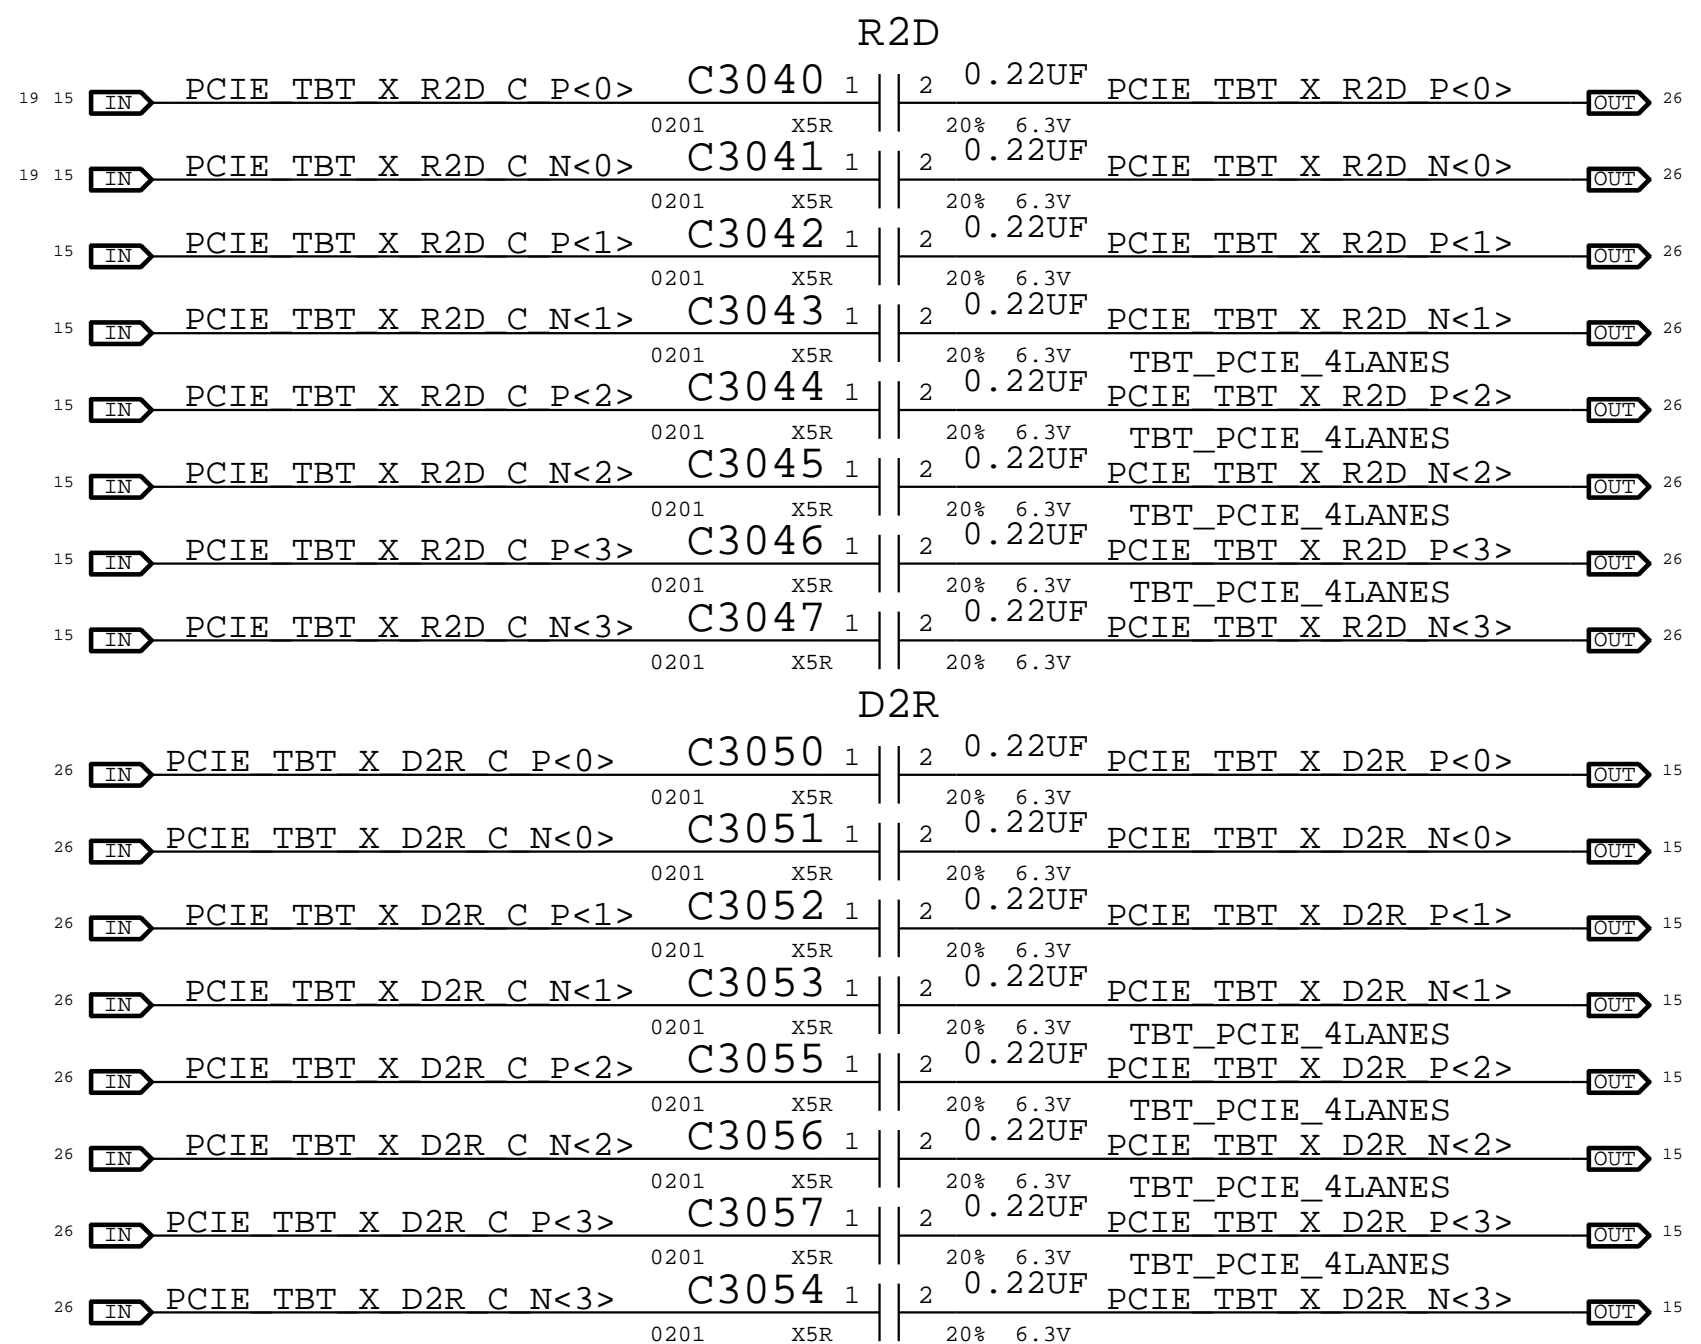 R2D
19 15 IN PCIE_TBT_X_R2D_C_P<0> C3040 1 2 0.22UF PCIE_TBT_X_R2D_P<0> OUT 26
0201 X5R 20% 6.3V
19 15 IN PCIE_TBT_X_R2D_C_N<0> C3041 1 2 0.22UF PCIE_TBT_X_R2D_N<0> OUT 26
0201 X5R 20% 6.3V
15 IN PCIE_TBT_X_R2D_C_P<1> C3042 1 2 0.22UF PCIE_TBT_X_R2D_P<1> OUT 26
0201 X5R 20% 6.3V
15 IN PCIE_TBT_X_R2D_C_N<1> C3043 1 2 0.22UF PCIE_TBT_X_R2D_N<1> OUT 26
0201 X5R 20% 6.3V TBT_PCIE_4LANES
15 IN PCIE_TBT_X_R2D_C_P<2> C3044 1 2 0.22UF PCIE_TBT_X_R2D_P<2> OUT 26
0201 X5R 20% 6.3V TBT_PCIE_4LANES
15 IN PCIE_TBT_X_R2D_C_N<2> C3045 1 2 0.22UF PCIE_TBT_X_R2D_N<2> OUT 26
0201 X5R 20% 6.3V TBT_PCIE_4LANES
15 IN PCIE_TBT_X_R2D_C_P<3> C3046 1 2 0.22UF PCIE_TBT_X_R2D_P<3> OUT 26
0201 X5R 20% 6.3V TBT_PCIE_4LANES
15 IN PCIE_TBT_X_R2D_C_N<3> C3047 1 2 0.22UF PCIE_TBT_X_R2D_N<3> OUT 26
0201 X5R 20% 6.3V
D2R
26 IN PCIE_TBT_X_D2R_C_P<0> C3050 1 2 0.22UF PCIE_TBT_X_D2R_P<0> OUT 15
0201 X5R 20% 6.3V
26 IN PCIE_TBT_X_D2R_C_N<0> C3051 1 2 0.22UF PCIE_TBT_X_D2R_N<0> OUT 15
0201 X5R 20% 6.3V
26 IN PCIE_TBT_X_D2R_C_P<1> C3052 1 2 0.22UF PCIE_TBT_X_D2R_P<1> OUT 15
0201 X5R 20% 6.3V
26 IN PCIE_TBT_X_D2R_C_N<1> C3053 1 2 0.22UF PCIE_TBT_X_D2R_N<1> OUT 15
0201 X5R 20% 6.3V TBT_PCIE_4LANES
26 IN PCIE_TBT_X_D2R_C_P<2> C3055 1 2 0.22UF PCIE_TBT_X_D2R_P<2> OUT 15
0201 X5R 20% 6.3V TBT_PCIE_4LANES
26 IN PCIE_TBT_X_D2R_C_N<2> C3056 1 2 0.22UF PCIE_TBT_X_D2R_N<2> OUT 15
0201 X5R 20% 6.3V TBT_PCIE_4LANES
26 IN PCIE_TBT_X_D2R_C_P<3> C3057 1 2 0.22UF PCIE_TBT_X_D2R_P<3> OUT 15
0201 X5R 20% 6.3V TBT_PCIE_4LANES
26 IN PCIE_TBT_X_D2R_C_N<3> C3054 1 2 0.22UF PCIE_TBT_X_D2R_N<3> OUT 15
0201 X5R 20% 6.3V